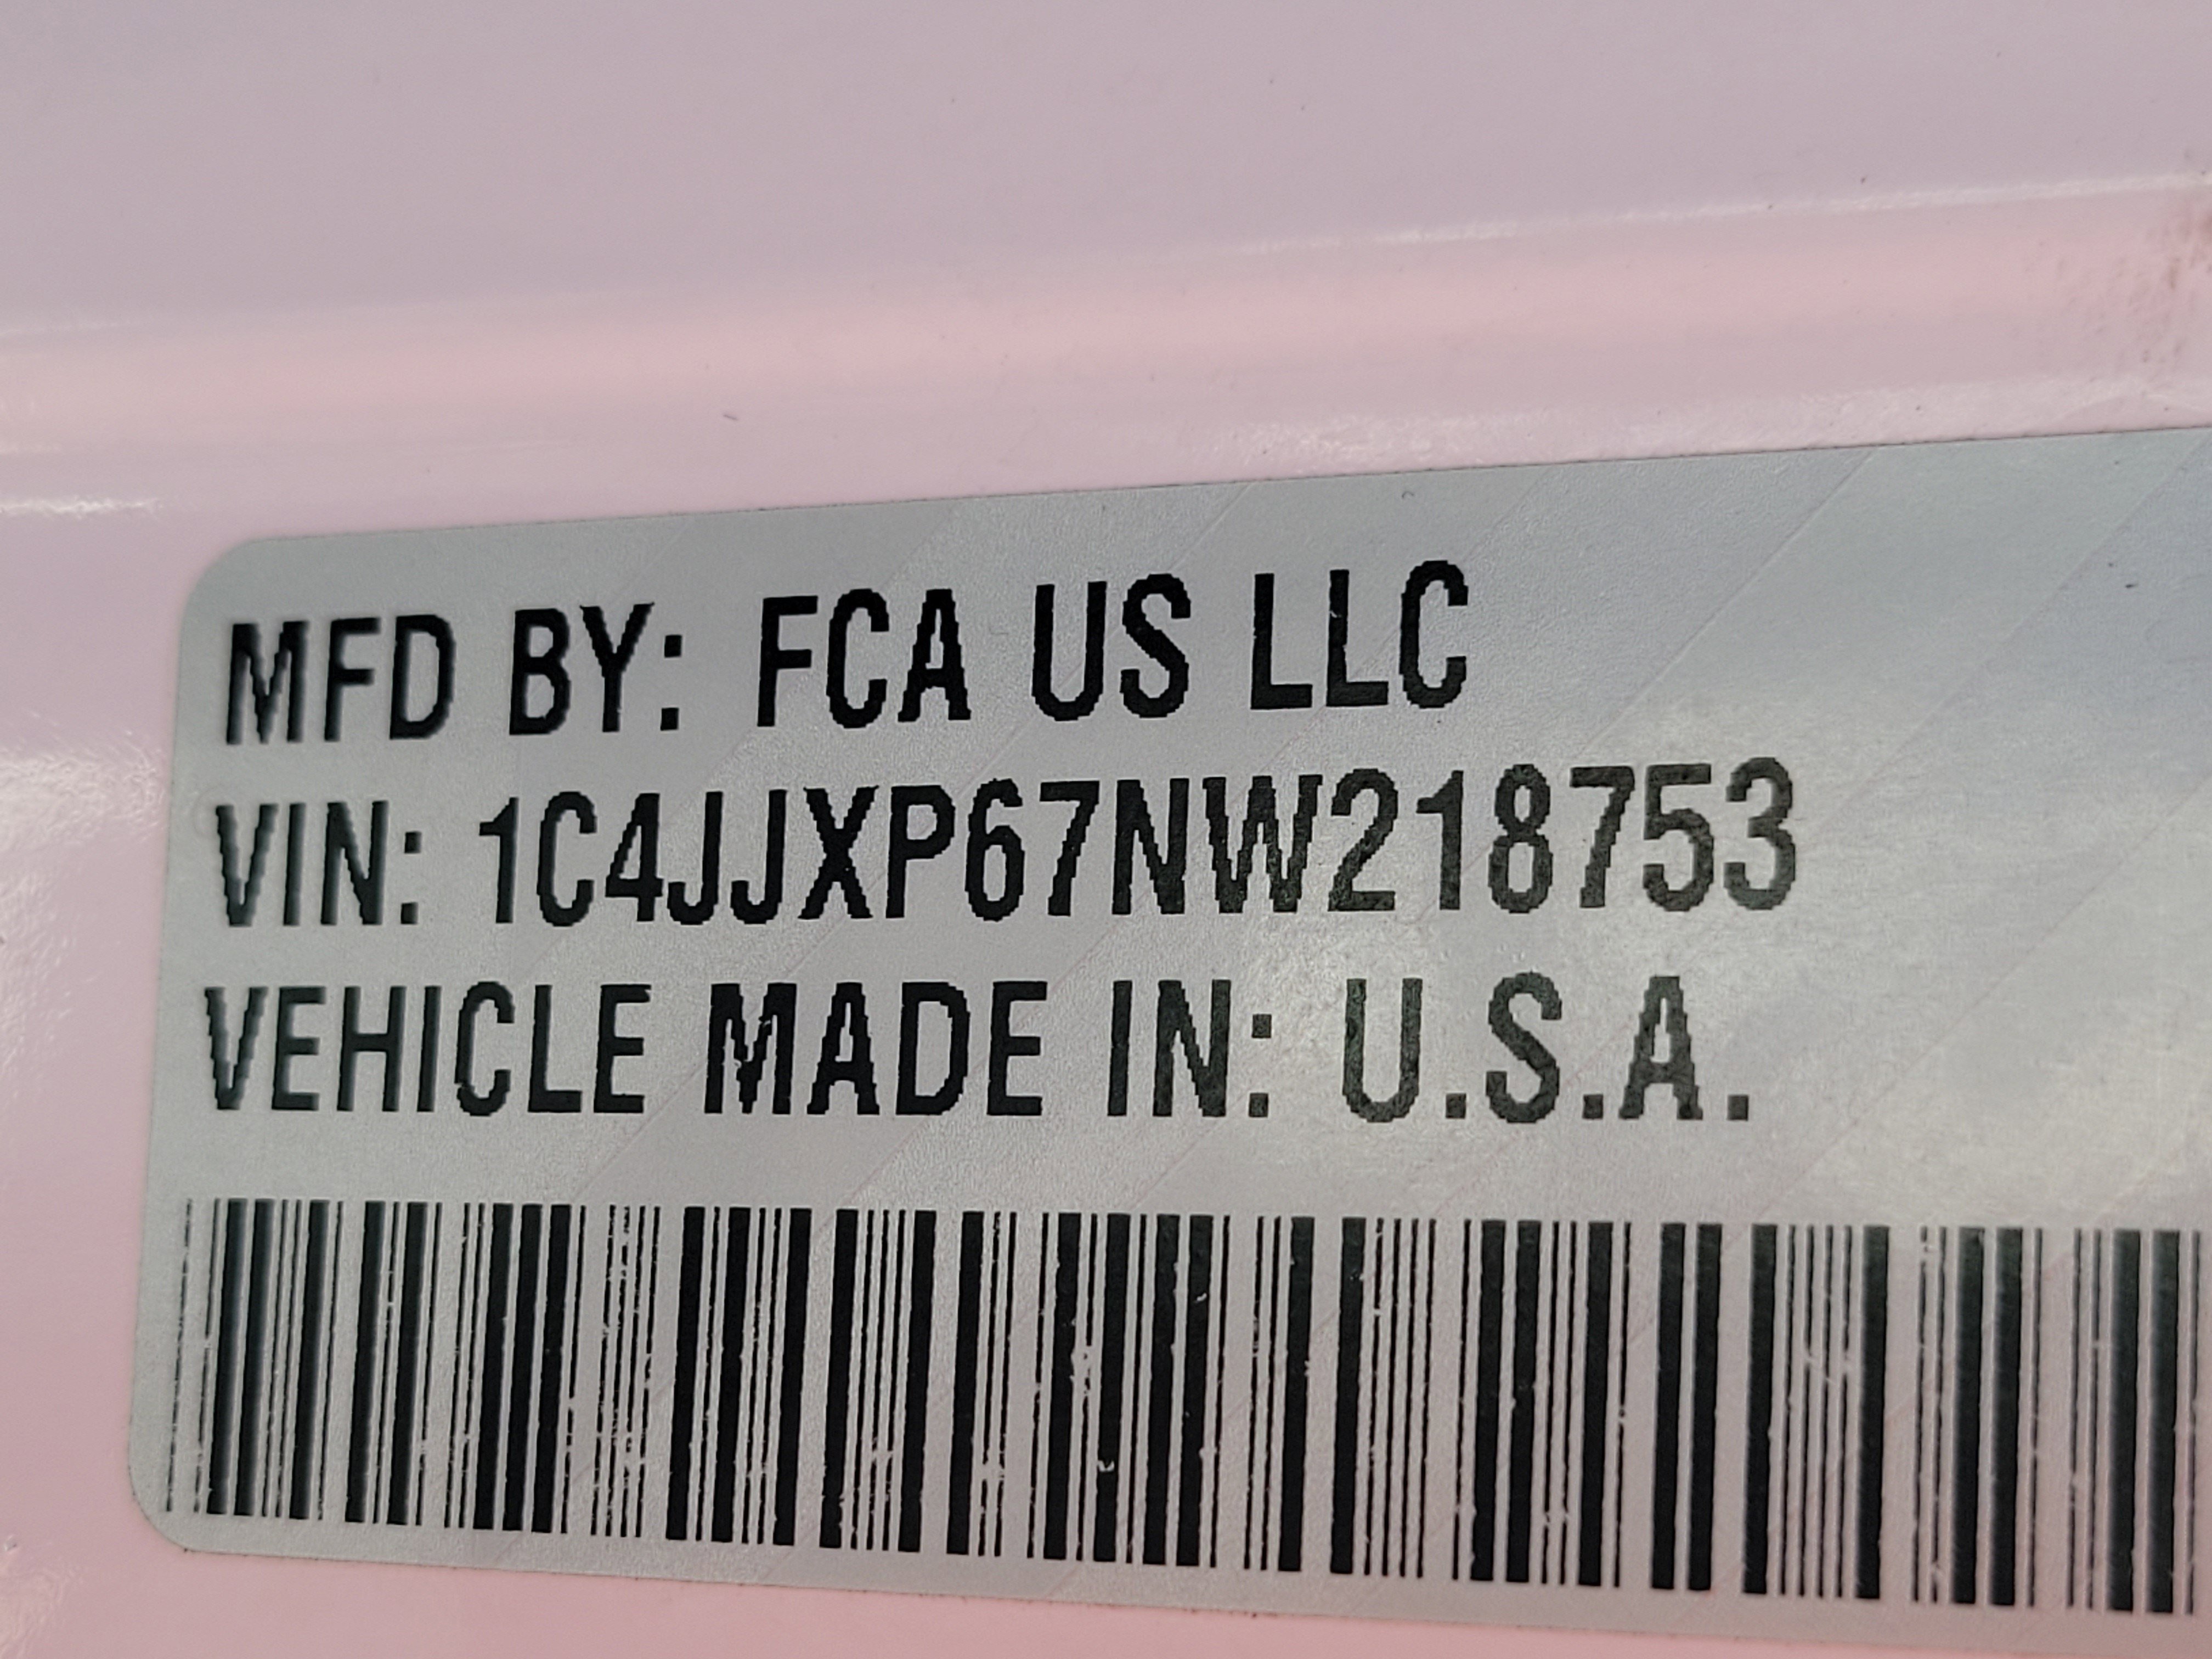 MFD BY: FCA US LLC
VIN: 1C4JJXP67NW218753
VEHICLE MADE IN: U.S.A.